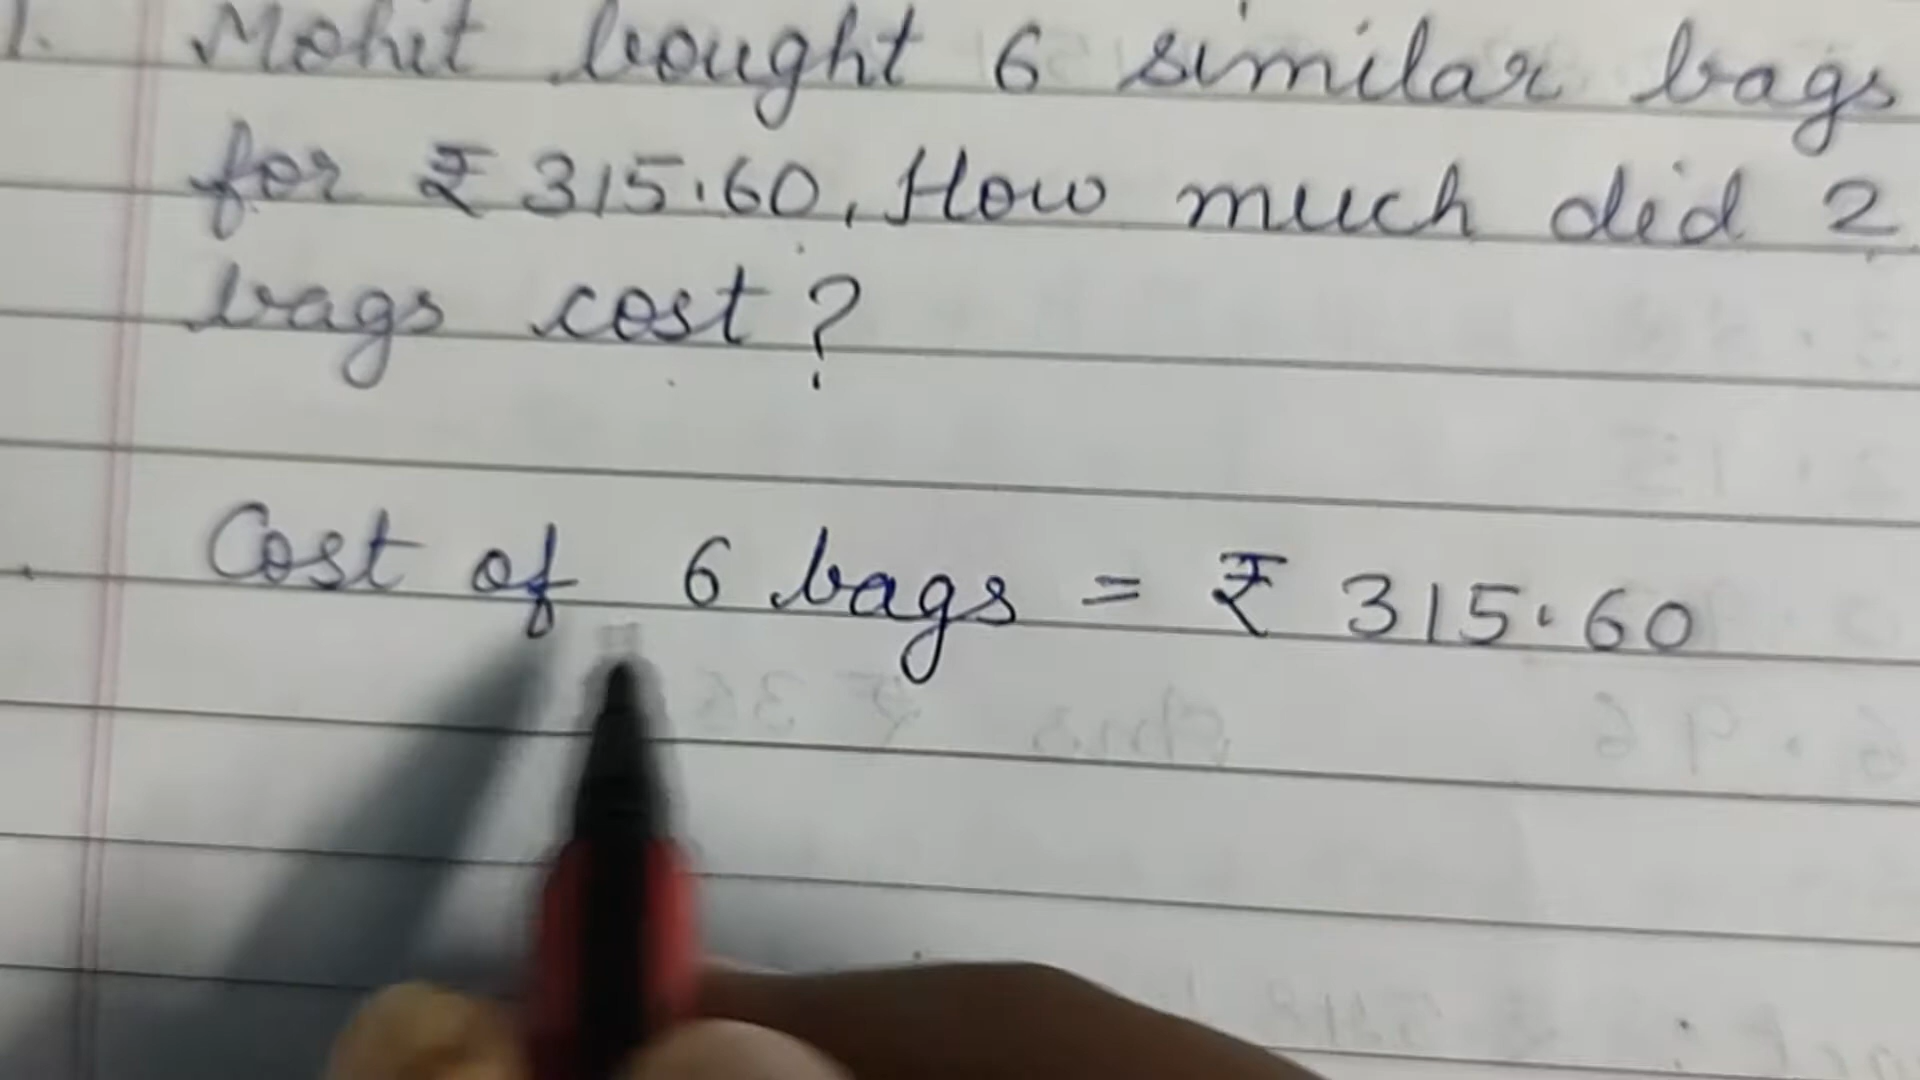 1. Mohit bought 6 similar bags
for ₹ 315.60. How much did 2
bags cost?
Cost of 6 bags = ₹ 315.60